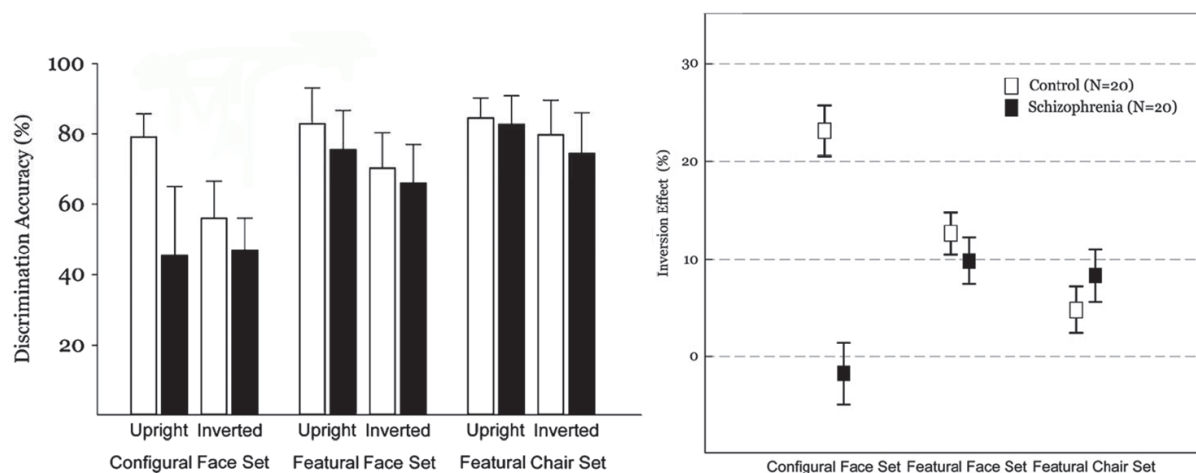 Discrimination Accuracy (%)
100
80
60
40
20
Upright Inverted
Configural Face Set
Upright Inverted
Featural Face Set
Upright Inverted
Featural Chair Set
Inversion Effect (%)
30
20
10
0
Control (N=20)
Schizophrenia (N=20)
Configural Face Set
Featural Face Set
Featural Chair Set